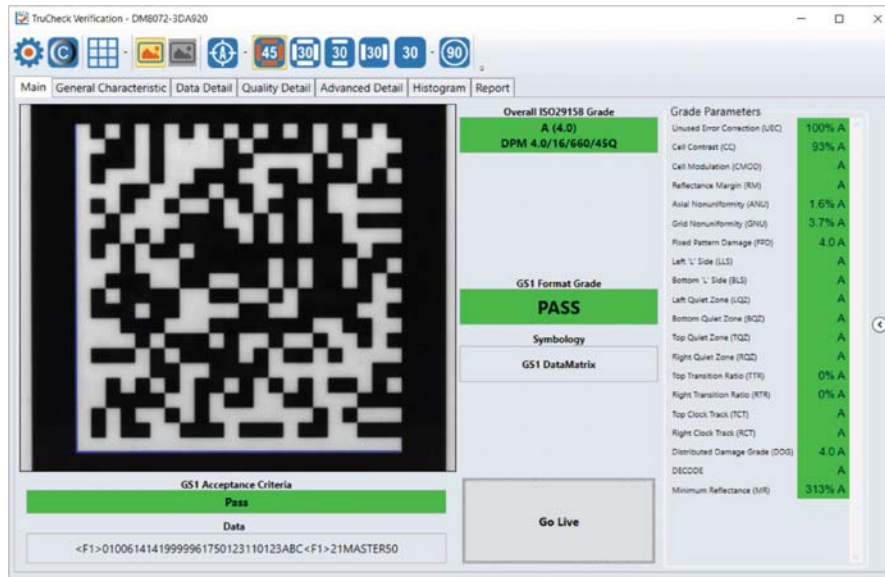 TruCheck Verification - DM8072-3DA920
45 30 30 30 30 90
Main General Characteristic Data Detail Quality Detail Advanced Detail Histogram Report
Overall ISO29158 Grade
A (4.0)
DPM 4.0/16/660/45Q
GS1 Format Grade
PASS
Symbology
GS1 DataMatrix
GS1 Acceptance Criteria
Pass
Data
<F1>01006141419999961750123110123ABC<F1>21MASTER50
Go Live
Grade Parameters
Unused Error Correction (UEC) 100% A
Cell Contrast (CC) 93% A
Cell Modulation (CMOD) A
Reflectance Margin (RM) A
Axial Nonuniformity (ANU) 1.6% A
Grid Nonuniformity (GNU) 3.7% A
Fixed Pattern Damage (FPD) 4.0 A
Left 'L' Side (LLS) A
Bottom 'L' Side (BLS) A
Left Quiet Zone (LQZ) A
Bottom Quiet Zone (BQZ) A
Top Quiet Zone (TQZ) A
Right Quiet Zone (RQZ) A
Top Transition Ratio (TTR) 0% A
Right Transition Ratio (RTR) 0% A
Top Clock Track (TCT) A
Right Clock Track (RCT) A
Distributed Damage Grade (DDG) 4.0 A
DECODE A
Minimum Reflectance (MR) 313% A